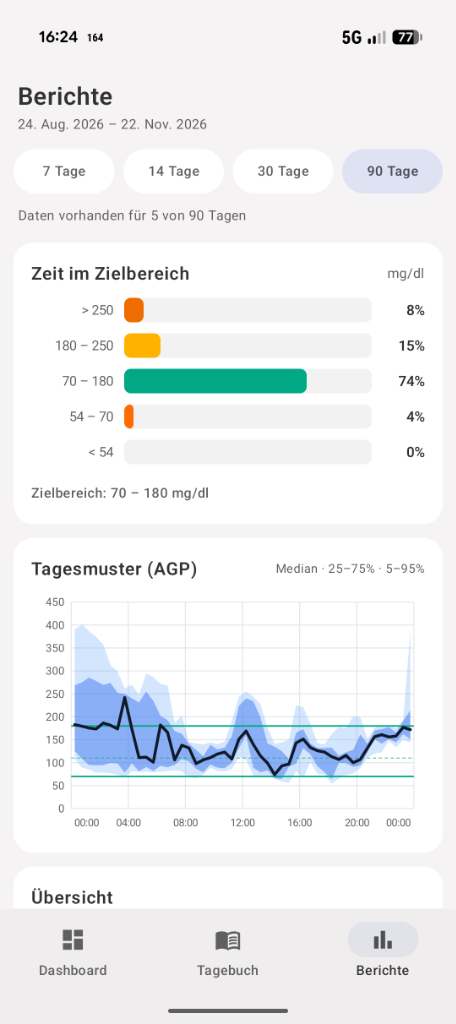 16:24 164 5G 77
Berichte
24. Aug. 2026 – 22. Nov. 2026
7 Tage 14 Tage 30 Tage 90 Tage
Daten vorhanden für 5 von 90 Tagen
Zeit im Zielbereich mg/dl
> 250 8%
180 – 250 15%
70 – 180 74%
54 – 70 4%
< 54 0%
Zielbereich: 70 – 180 mg/dl
Tagesmuster (AGP) Median · 25–75% · 5–95%
450
400
350
300
250
200
150
100
50
0
00:00 04:00 08:00 12:00 16:00 20:00 00:00
Übersicht
Dashboard Tagebuch Berichte